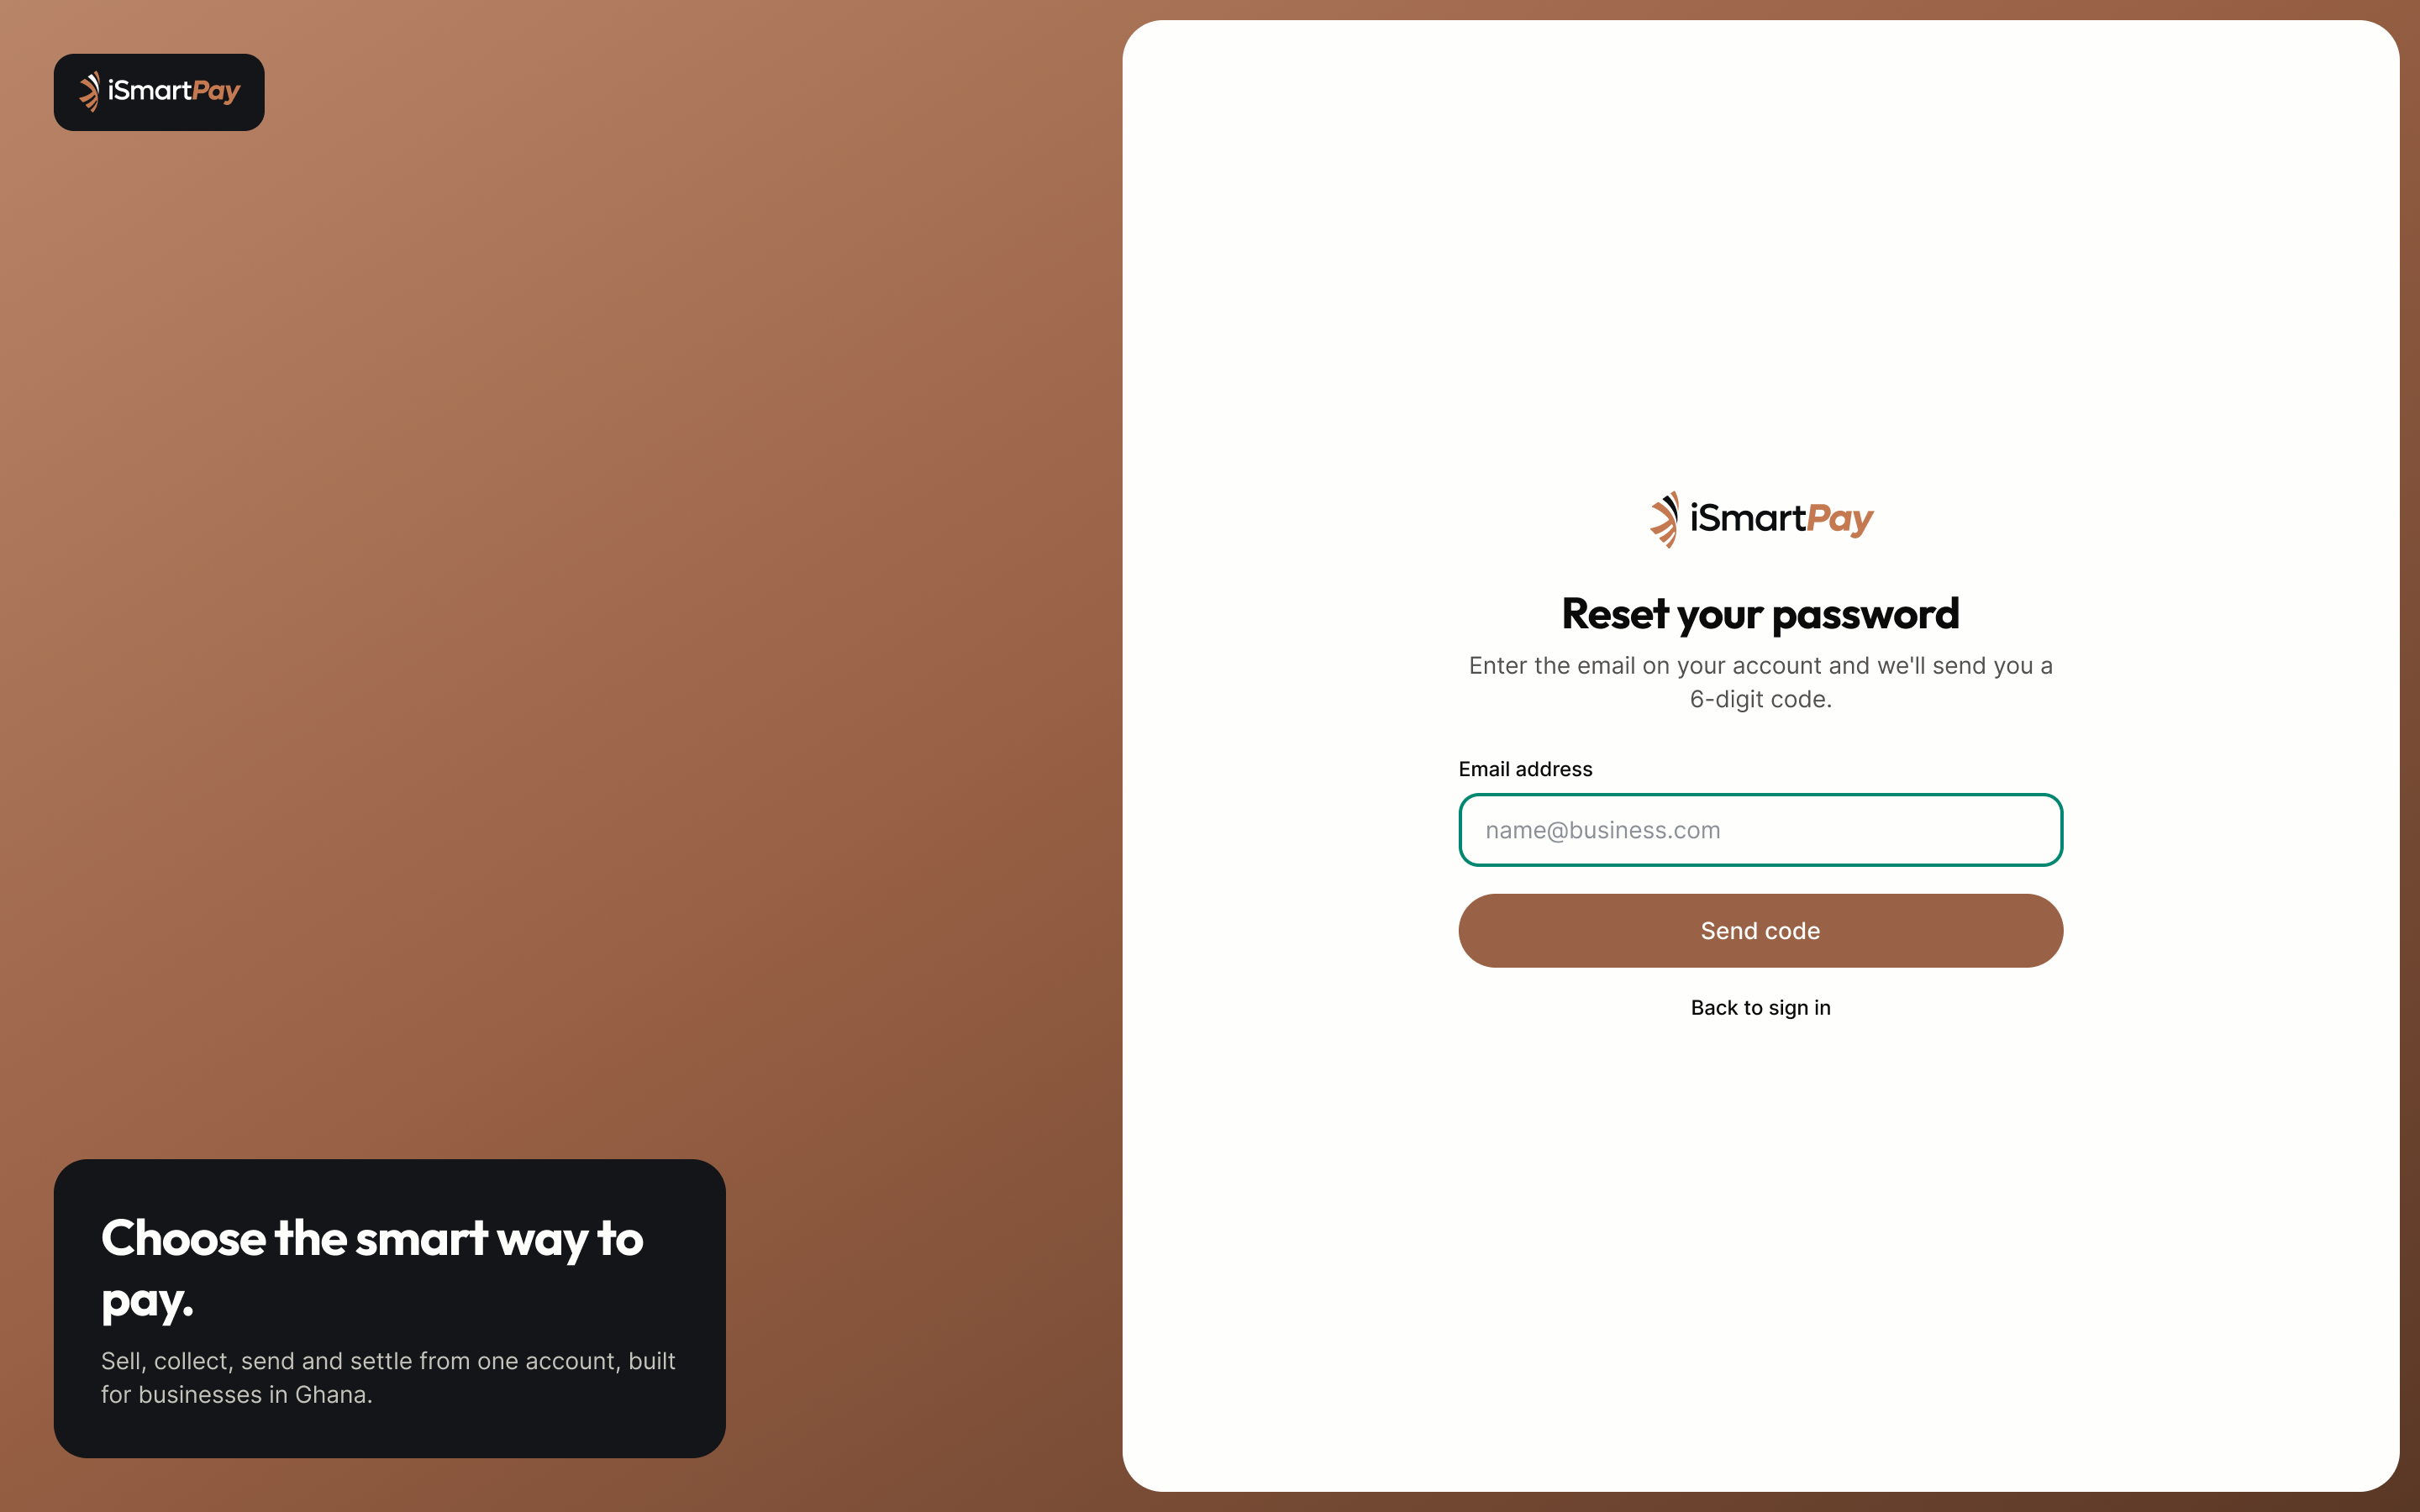 iSmartPay
Choose the smart way to
pay.
Sell, collect, send and settle from one account, built
for businesses in Ghana.
iSmartPay
Reset your password
Enter the email on your account and we'll send you a
6-digit code.
Email address
name@business.com
Send code
Back to sign in